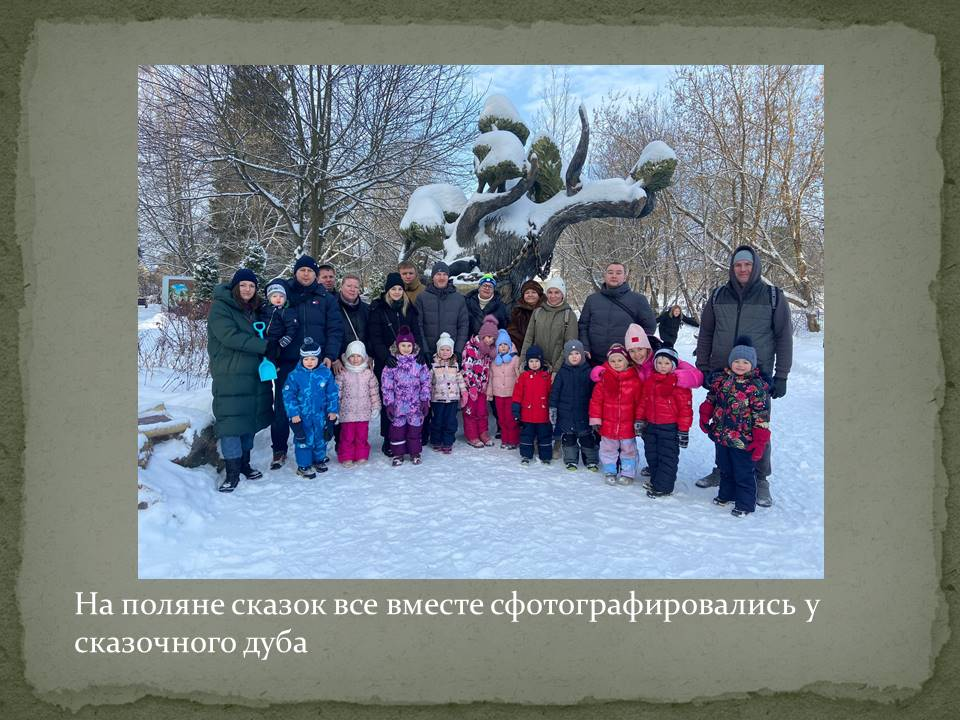 На поляне сказок все вместе сфотографировались у
сказочного дуба